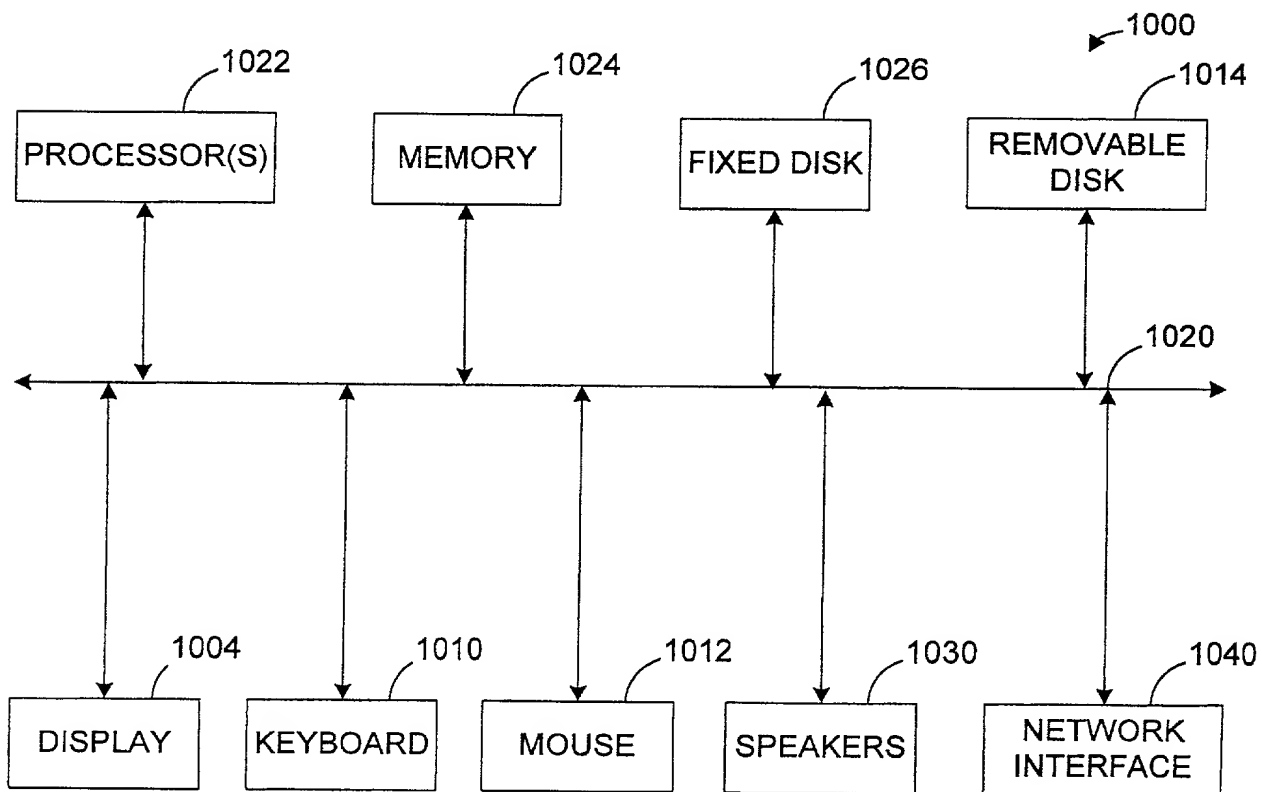 1000
1022
1024
1026
1014
PROCESSOR(S)
MEMORY
FIXED DISK
REMOVABLE
DISK
1020
1004
1010
1012
1030
1040
DISPLAY
KEYBOARD
MOUSE
SPEAKERS
NETWORK
INTERFACE